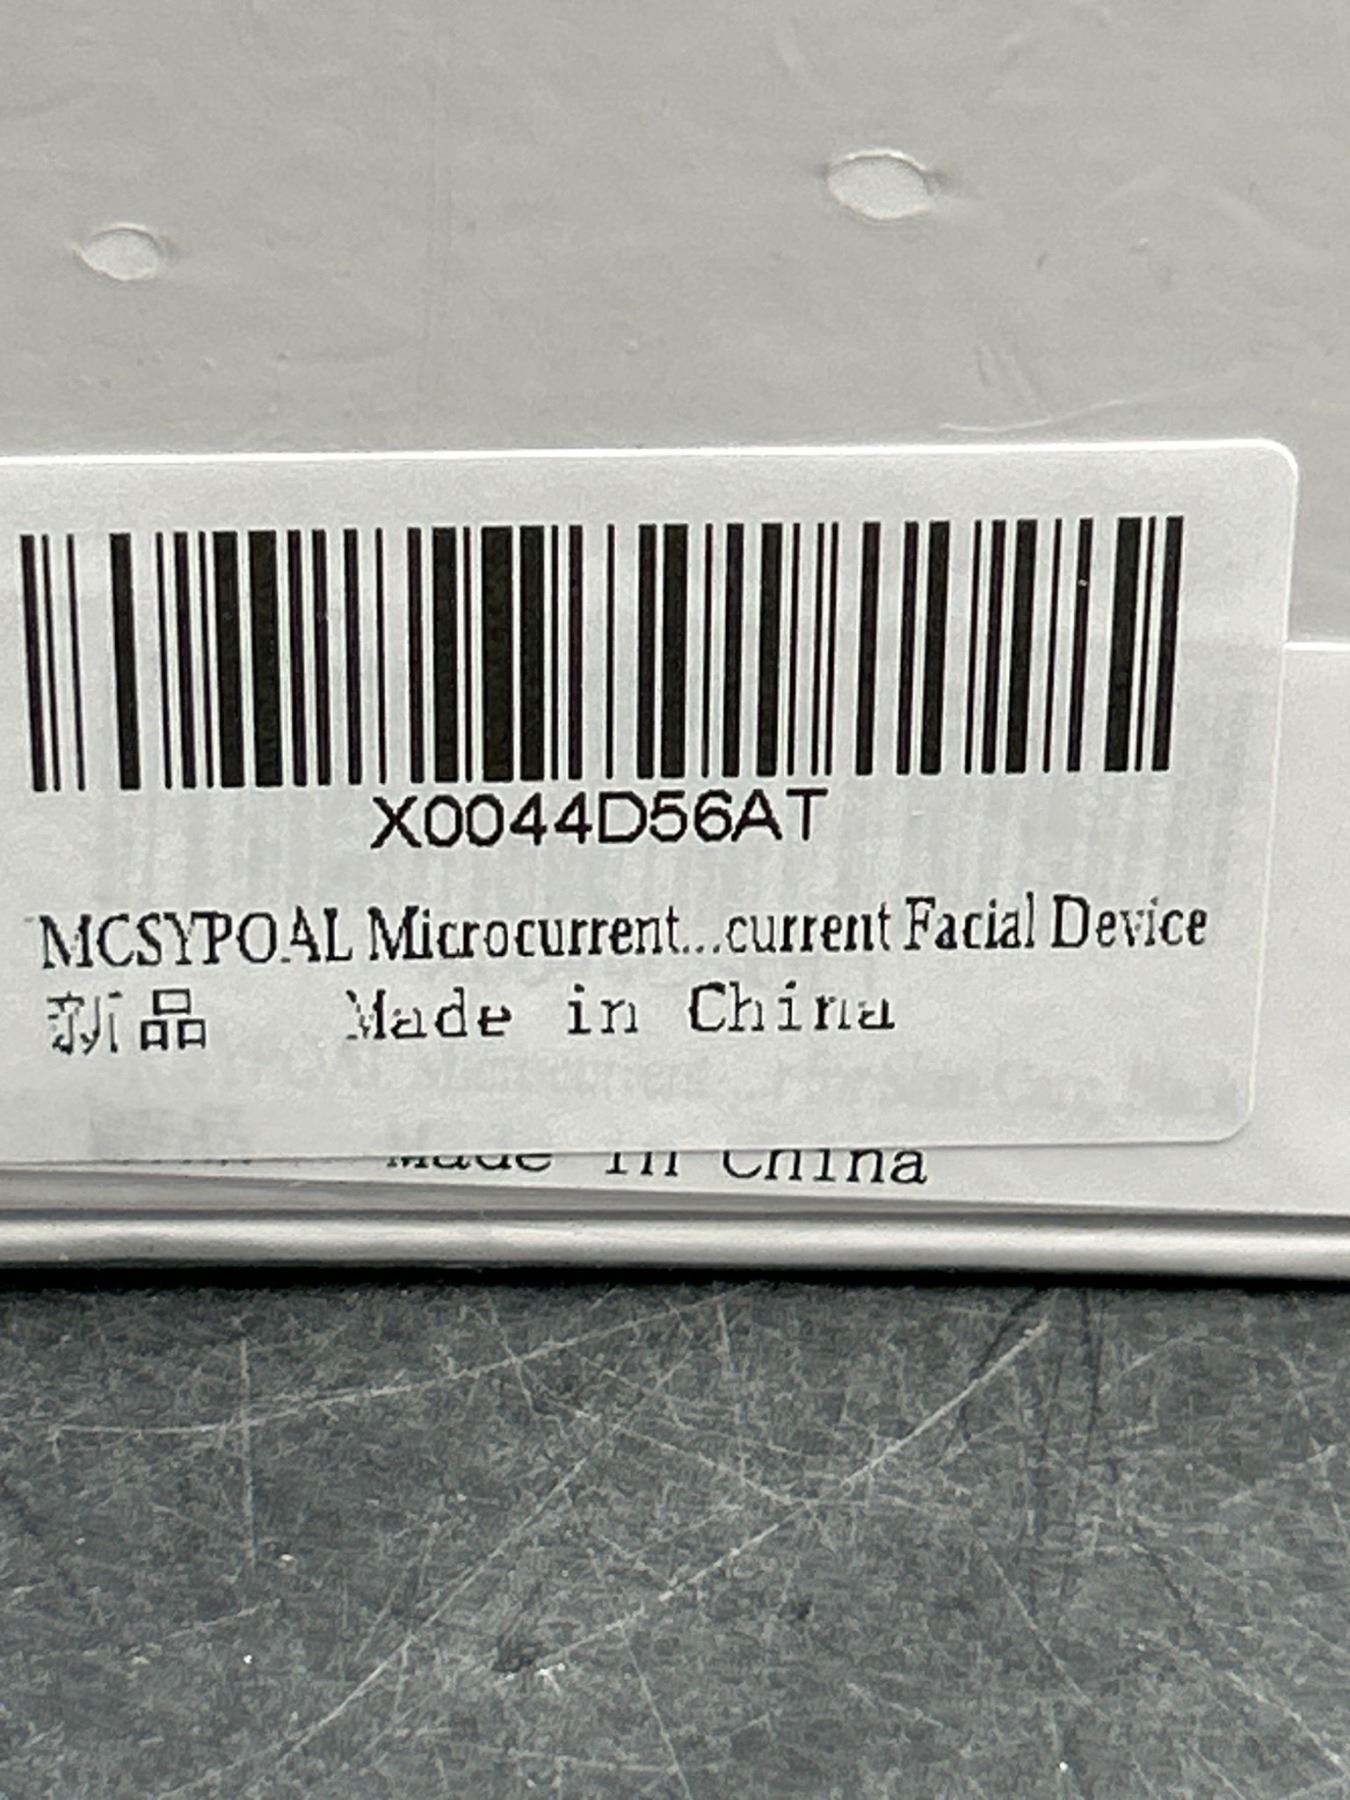 X0044D56AT
MCSYPOAL Microcurrent...current Facial Device
新品 Made in China
Made in China